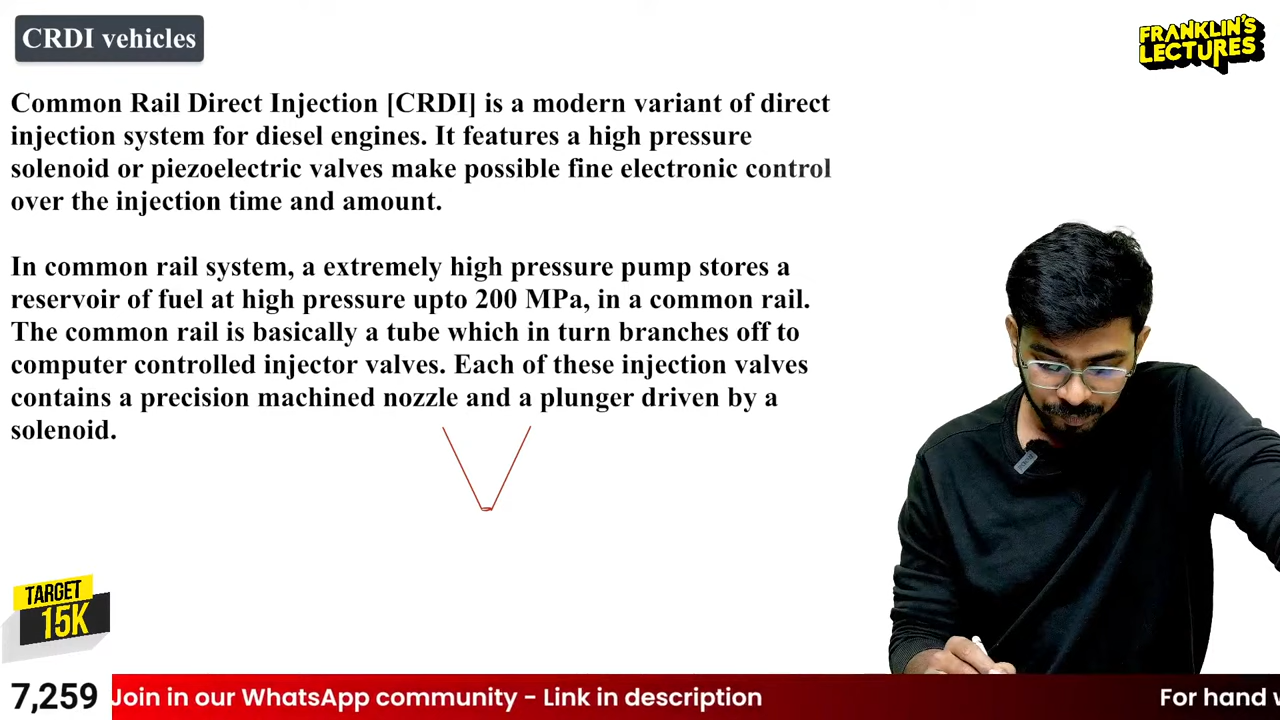 CRDI vehicles
FRANKLIN'S
LECTURES
Common Rail Direct Injection [CRDI] is a modern variant of direct
injection system for diesel engines. It features a high pressure
solenoid or piezoelectric valves make possible fine electronic control
over the injection time and amount.
In common rail system, a extremely high pressure pump stores a
reservoir of fuel at high pressure upto 200 MPa, in a common rail.
The common rail is basically a tube which in turn branches off to
computer controlled injector valves. Each of these injection valves
contains a precision machined nozzle and a plunger driven by a
solenoid.
TARGET
15K
7,259
Join in our WhatsApp community - Link in description
For hand